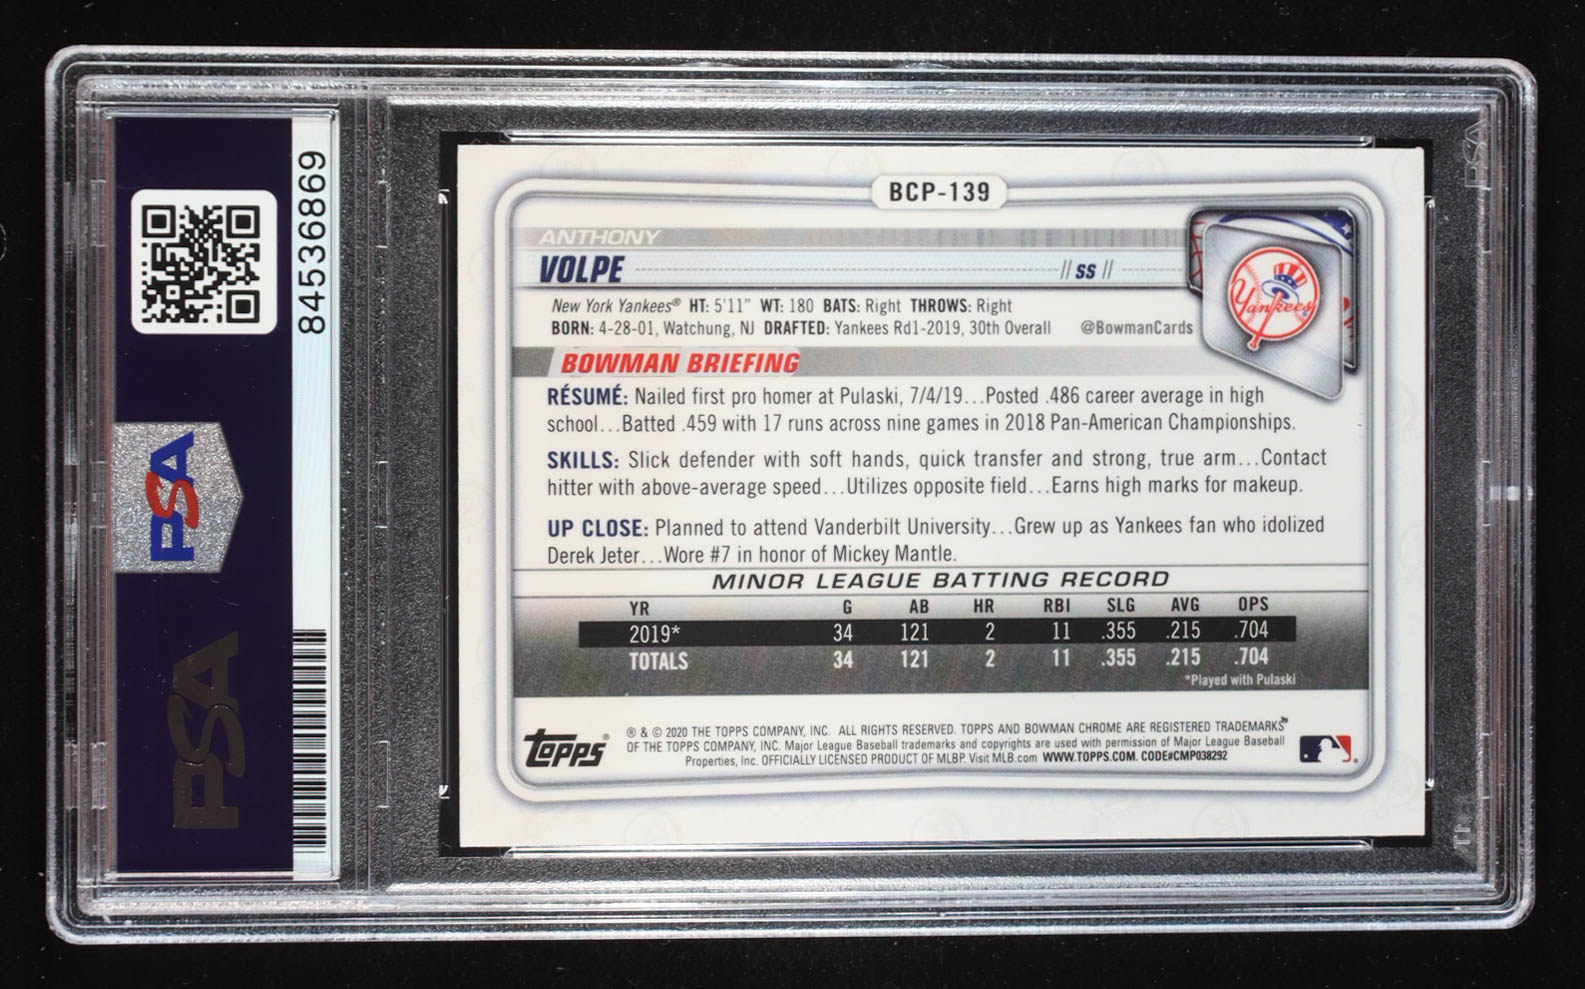 84536869
PSA
PSA
PSA
BCP-139
ANTHONY
VOLPE // SS //
Yankees
New York Yankees® HT: 5'11" WT: 180 BATS: Right THROWS: Right
BORN: 4-28-01, Watchung, NJ DRAFTED: Yankees Rd1-2019, 30th Overall @BowmanCards
BOWMAN BRIEFING
RÉSUMÉ: Nailed first pro homer at Pulaski, 7/4/19...Posted .486 career average in high
school...Batted .459 with 17 runs across nine games in 2018 Pan-American Championships.
SKILLS: Slick defender with soft hands, quick transfer and strong, true arm...Contact
hitter with above-average speed...Utilizes opposite field...Earns high marks for makeup.
UP CLOSE: Planned to attend Vanderbilt University...Grew up as Yankees fan who idolized
Derek Jeter...Wore #7 in honor of Mickey Mantle.
MINOR LEAGUE BATTING RECORD
YR G AB HR RBI SLG AVG OPS
2019* 34 121 2 11 .355 .215 .704
TOTALS 34 121 2 11 .355 .215 .704
*Played with Pulaski
Topps®
® & © 2020 THE TOPPS COMPANY, INC. ALL RIGHTS RESERVED. TOPPS AND BOWMAN CHROME ARE REGISTERED TRADEMARKS
OF THE TOPPS COMPANY, INC. Major League Baseball trademarks and copyrights are used with permission of Major League Baseball
Properties, Inc. OFFICIALLY LICENSED PRODUCT OF MLBP. Visit MLB.com WWW.TOPPS.COM. CODE#CMP038292